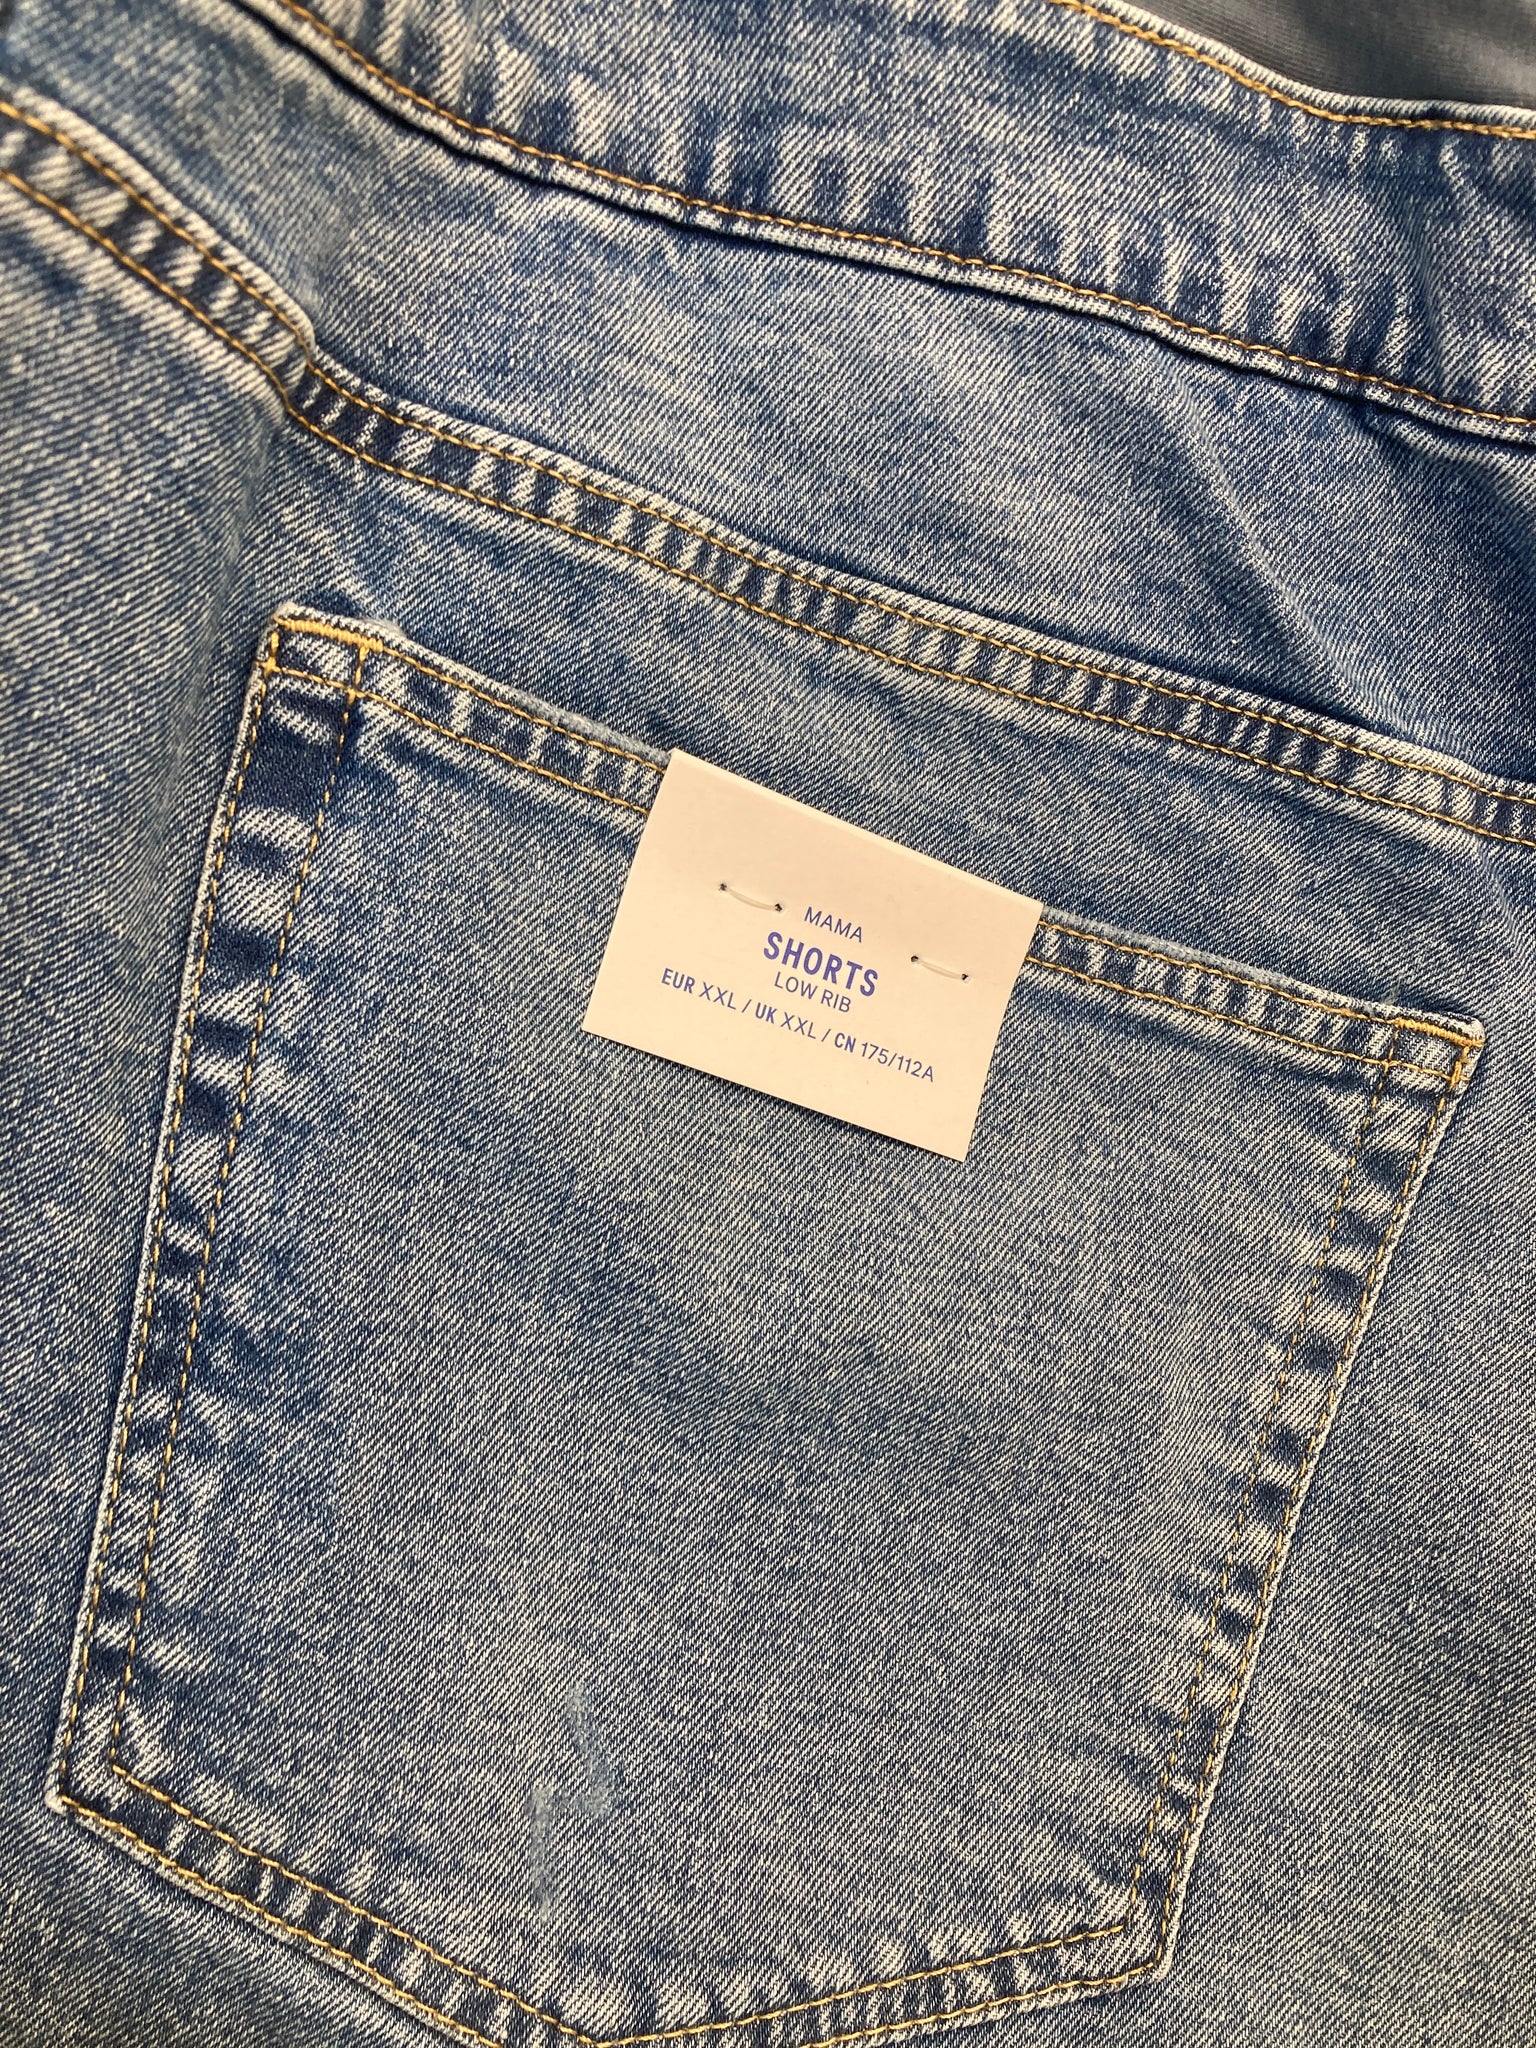 MAMA
SHORTS
LOW RIB
EUR XXL / UK XXL / CN 175/112A